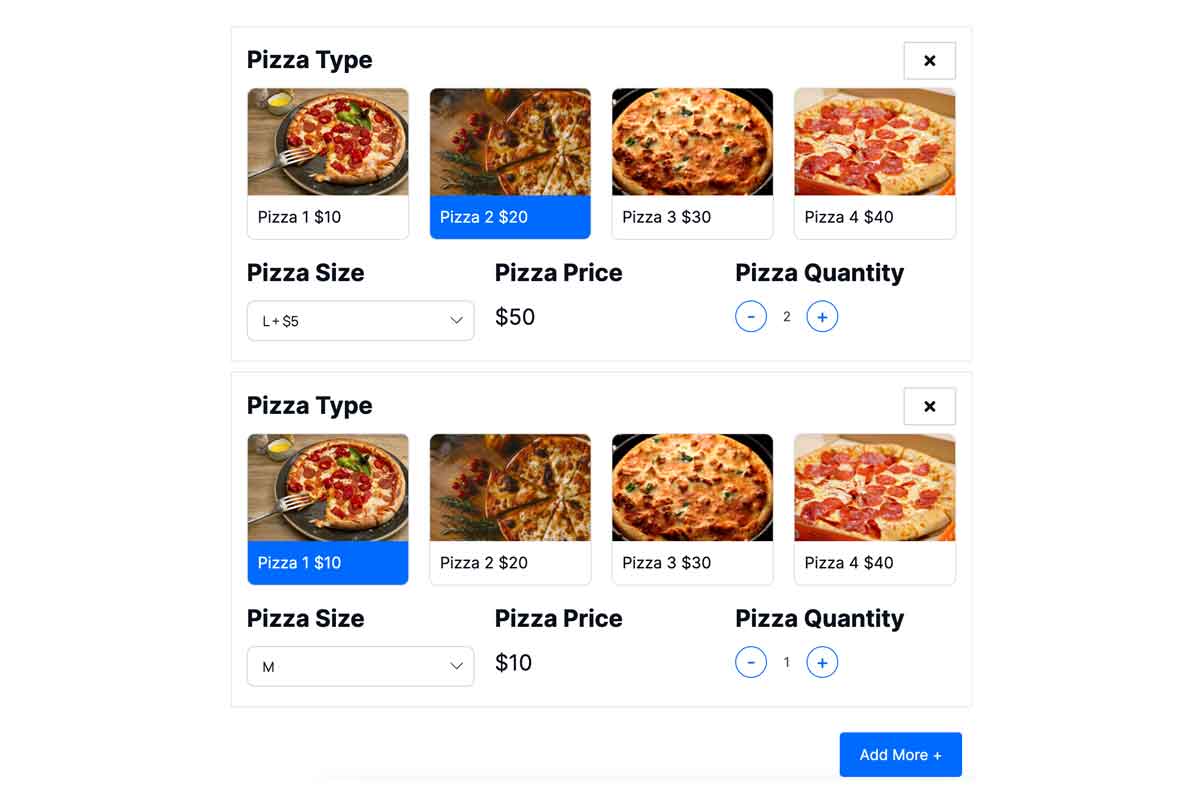 Pizza Type ×
Pizza 1 $10 Pizza 2 $20 Pizza 3 $30 Pizza 4 $40
Pizza Size Pizza Price Pizza Quantity
L + $5 $50 - 2 +
Pizza Type ×
Pizza 1 $10 Pizza 2 $20 Pizza 3 $30 Pizza 4 $40
Pizza Size Pizza Price Pizza Quantity
M $10 - 1 +
Add More +